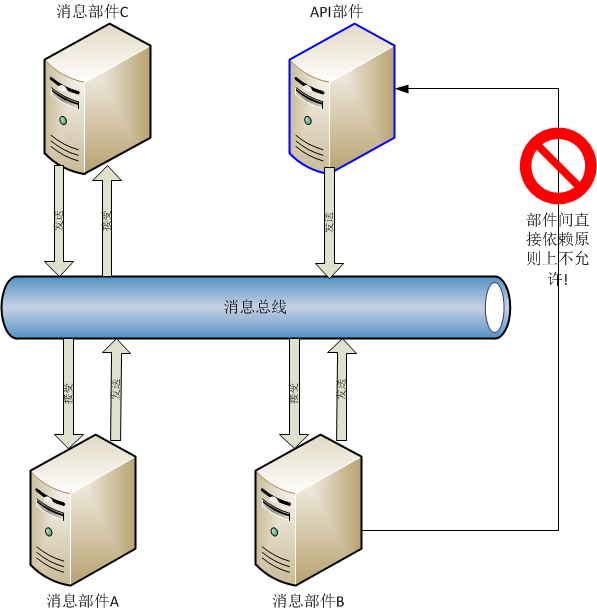 消息部件C
API部件
部件间直
接依赖原
则上不允
许!
发送
接受
发送
消息总线
接受
发送
接受
发送
消息部件A
消息部件B